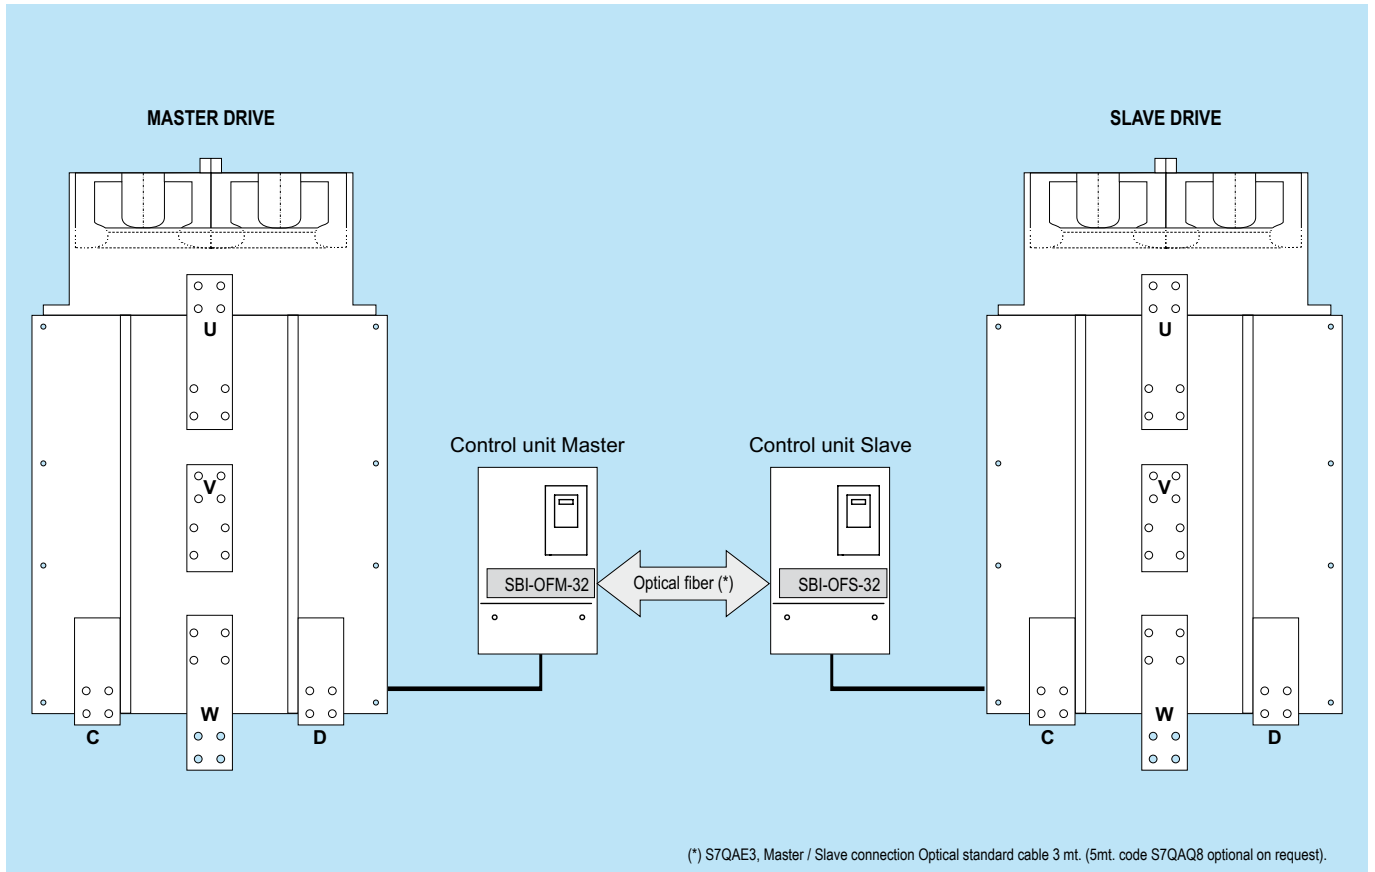 MASTER DRIVE
SLAVE DRIVE
U
U
Control unit Master
Control unit Slave
V
V
SBI-OFM-32
Optical fiber (*)
SBI-OFS-32
W
W
C
D
C
D
(*) S7QAE3, Master / Slave connection Optical standard cable 3 mt. (5mt. code S7QAQ8 optional on request).